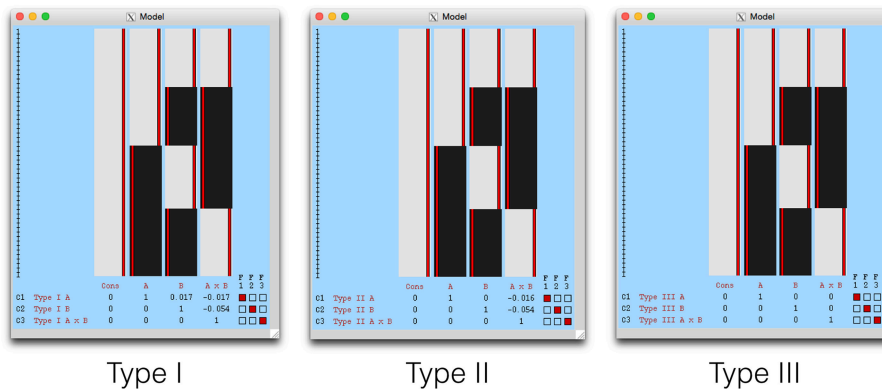 Model
Cons A B A x B F 1 F 2 F 3
C1 Type I A 0 1 0.017 -0.017
C2 Type I B 0 0 1 -0.054
C3 Type I A x B 0 0 0 1
Type I
Model
Cons A B A x B F 1 F 2 F 3
C1 Type II A 0 1 0 -0.016
C2 Type II B 0 0 1 -0.054
C3 Type II A x B 0 0 0 1
Type II
Model
Cons A B A x B F 1 F 2 F 3
C1 Type III A 0 1 0 0
C2 Type III B 0 0 1 0
C3 Type III A x B 0 0 0 1
Type III